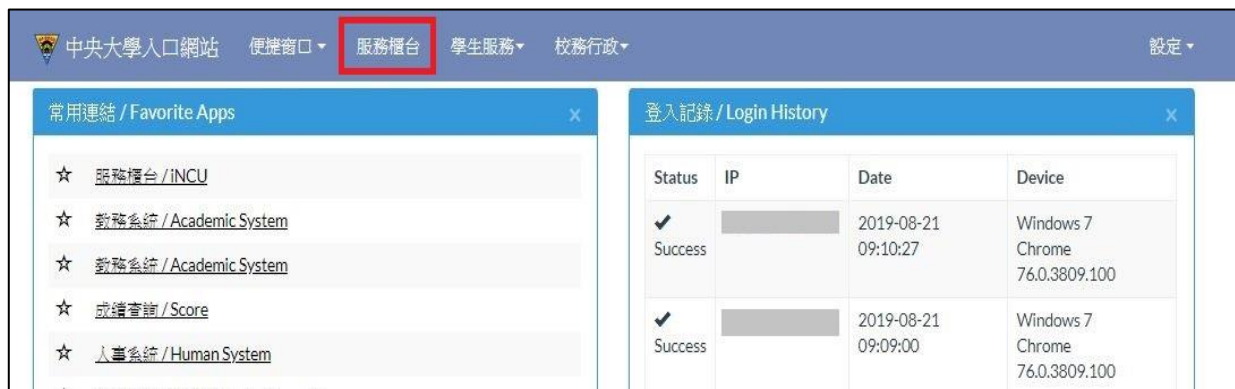 中央大學入口網站 便捷窗口 服務櫃台 學生服務 校務行政 設定
常用連結 / Favorite Apps x
服務櫃台 / iNCU
教務系統 / Academic System
教務系統 / Academic System
成績查詢 / Score
人事系統 / Human System
登入記錄 / Login History x
Status IP Date Device
Success 2019-08-21 09:10:27 Windows 7 Chrome 76.0.3809.100
Success 2019-08-21 09:09:00 Windows 7 Chrome 76.0.3809.100